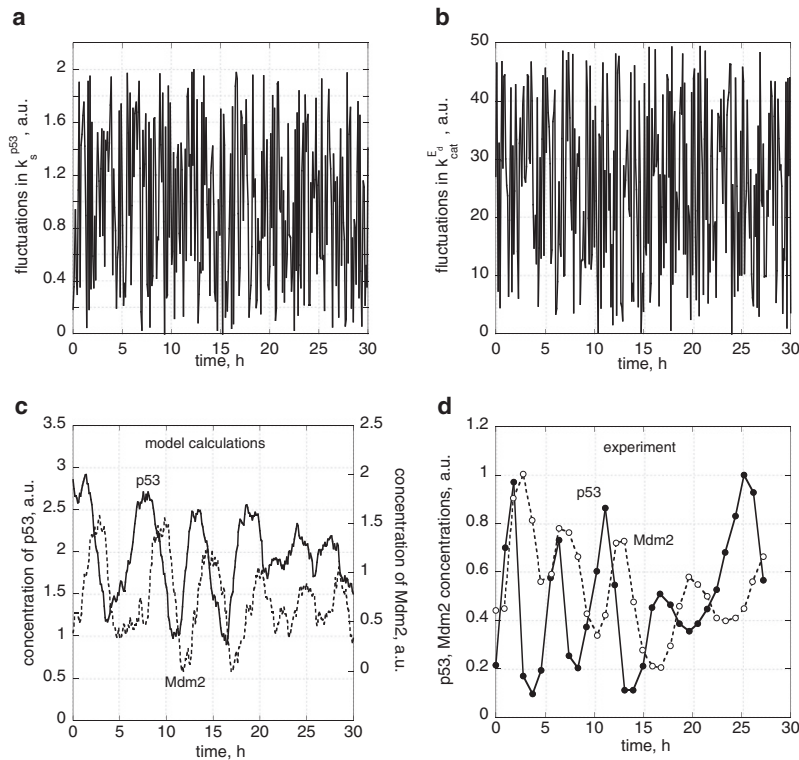 a
fluctuations in k_s^p53, a.u.
2
1.6
1.2
0.8
0.4
0
0 5 10 15 20 25 30
time, h
b
fluctuations in k_cat^E_d , a.u.
50
40
30
20
10
0
0 5 10 15 20 25 30
time, h
c
concentration of p53, a.u.
3.5
3
2.5
2
1.5
1
0.5
0
model calculations
p53
Mdm2
2.5
2
1.5
1
0.5
0
concentration of Mdm2, a.u.
0 5 10 15 20 25 30
time, h
d
p53, Mdm2 concentrations, a.u.
1.2
1
0.8
0.6
0.4
0.2
0
experiment
p53
Mdm2
0 5 10 15 20 25 30
time, h